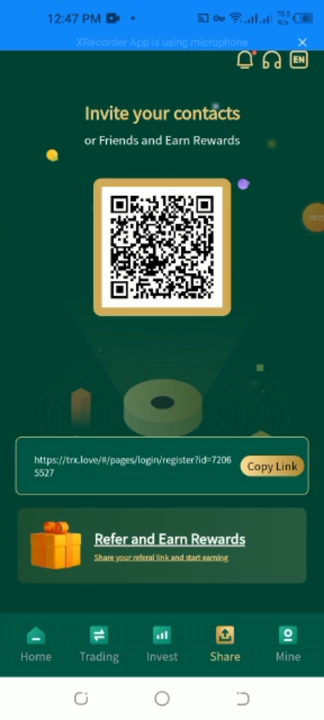 12:47 PM
XRecorder App is using microphone
EN
Invite your contacts
or Friends and Earn Rewards
https://trx.love/#/pages/login/register?id=7206
5527
Copy Link
Refer and Earn Rewards
Share your referal link and start earning
Home
Trading
Invest
Share
Mine